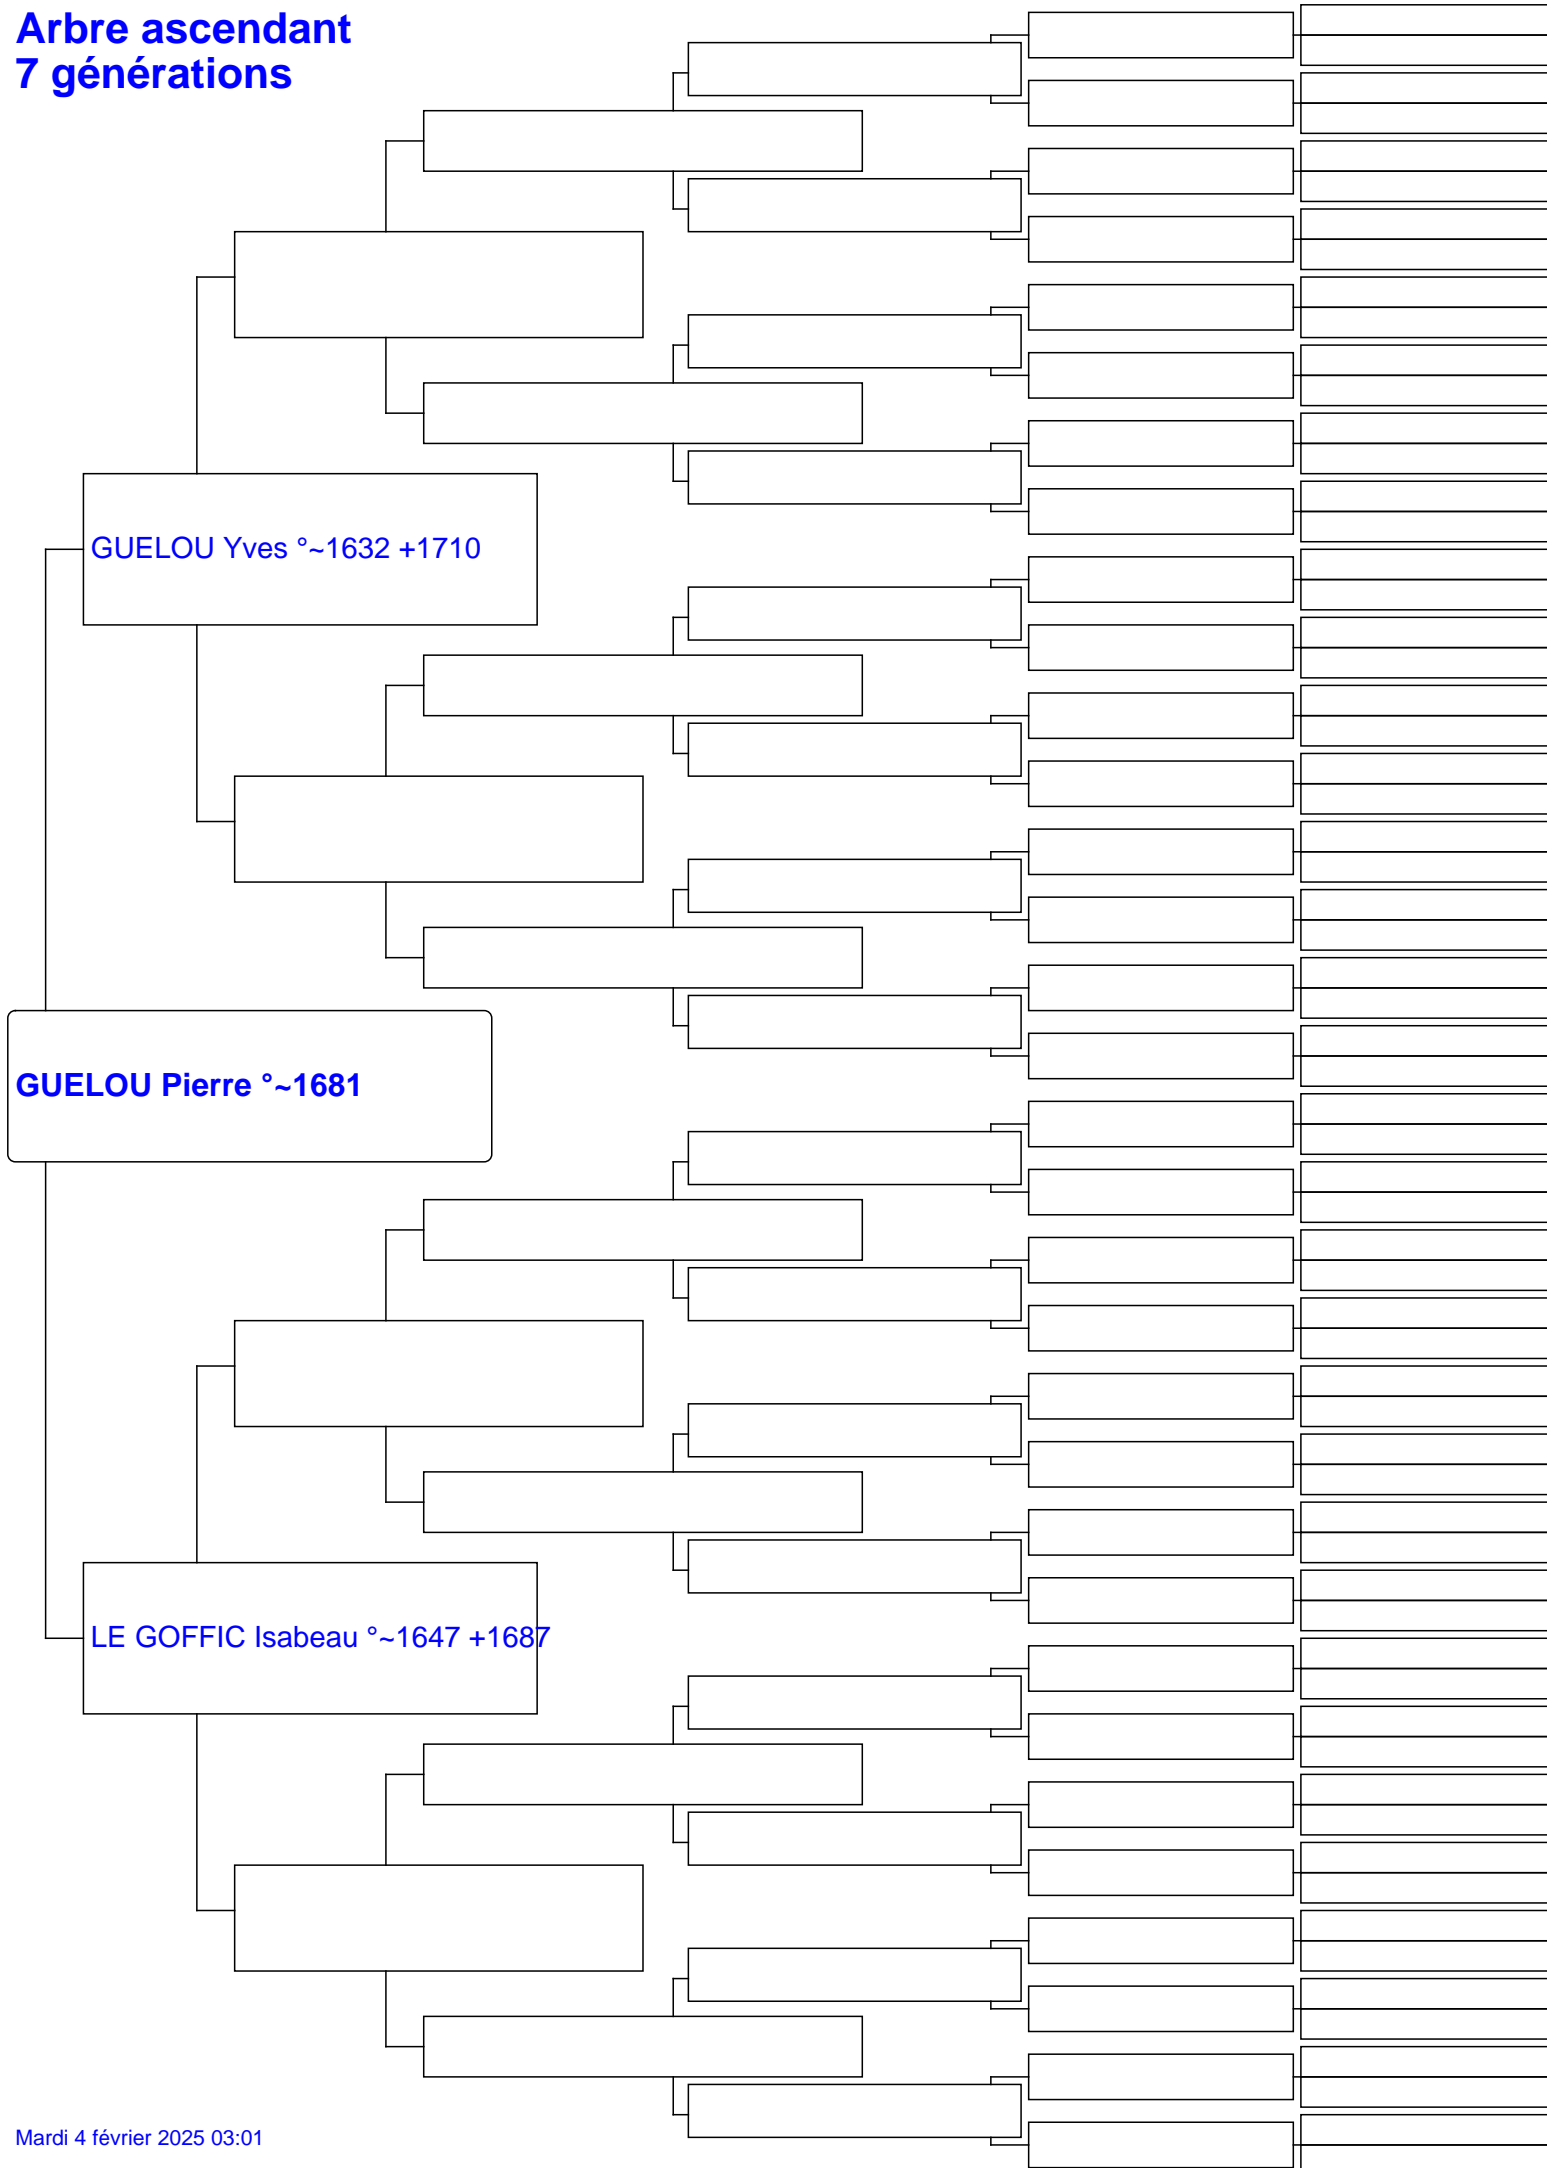 Arbre ascendant
7 générations
GUELOU Yves °~1632 +1710
GUELOU Pierre °~1681
LE GOFFIC Isabeau °~1647 +1687
Mardi 4 février 2025 03:01